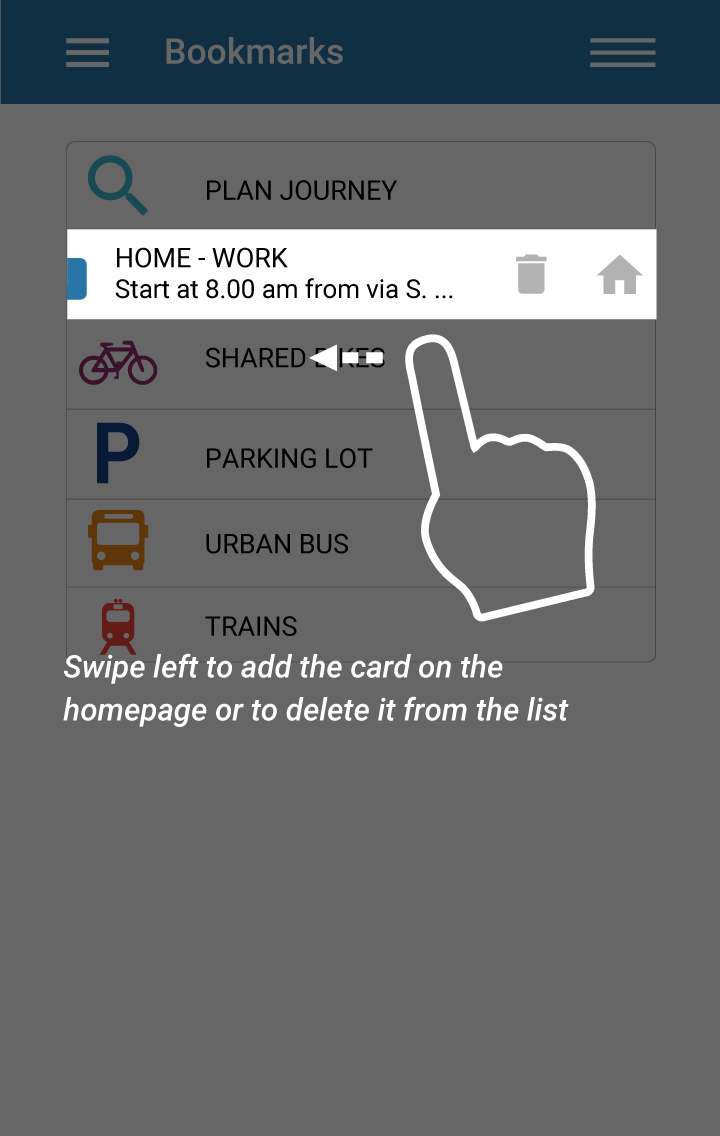 Bookmarks
PLAN JOURNEY
HOME - WORK
Start at 8.00 am from via S. ...
SHARED BIKES
P
PARKING LOT
URBAN BUS
TRAINS
Swipe left to add the card on the
homepage or to delete it from the list